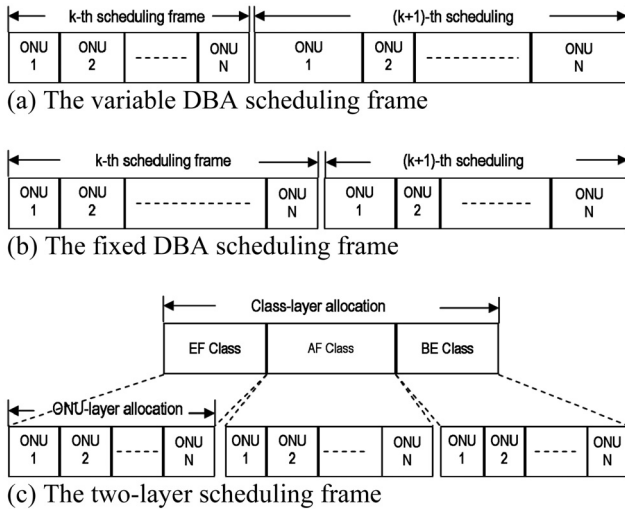 k-th scheduling frame (k+1)-th scheduling
ONU 1 ONU 2 ONU N ONU 1 ONU 2 ONU N
(a) The variable DBA scheduling frame
k-th scheduling frame (k+1)-th scheduling
ONU 1 ONU 2 ONU N ONU 1 ONU 2 ONU N
(b) The fixed DBA scheduling frame
Class-layer allocation
EF Class AF Class BE Class
ONU-layer allocation
ONU 1 ONU 2 ONU N ONU 1 ONU 2 ONU N ONU 1 ONU 2 ONU N
(c) The two-layer scheduling frame